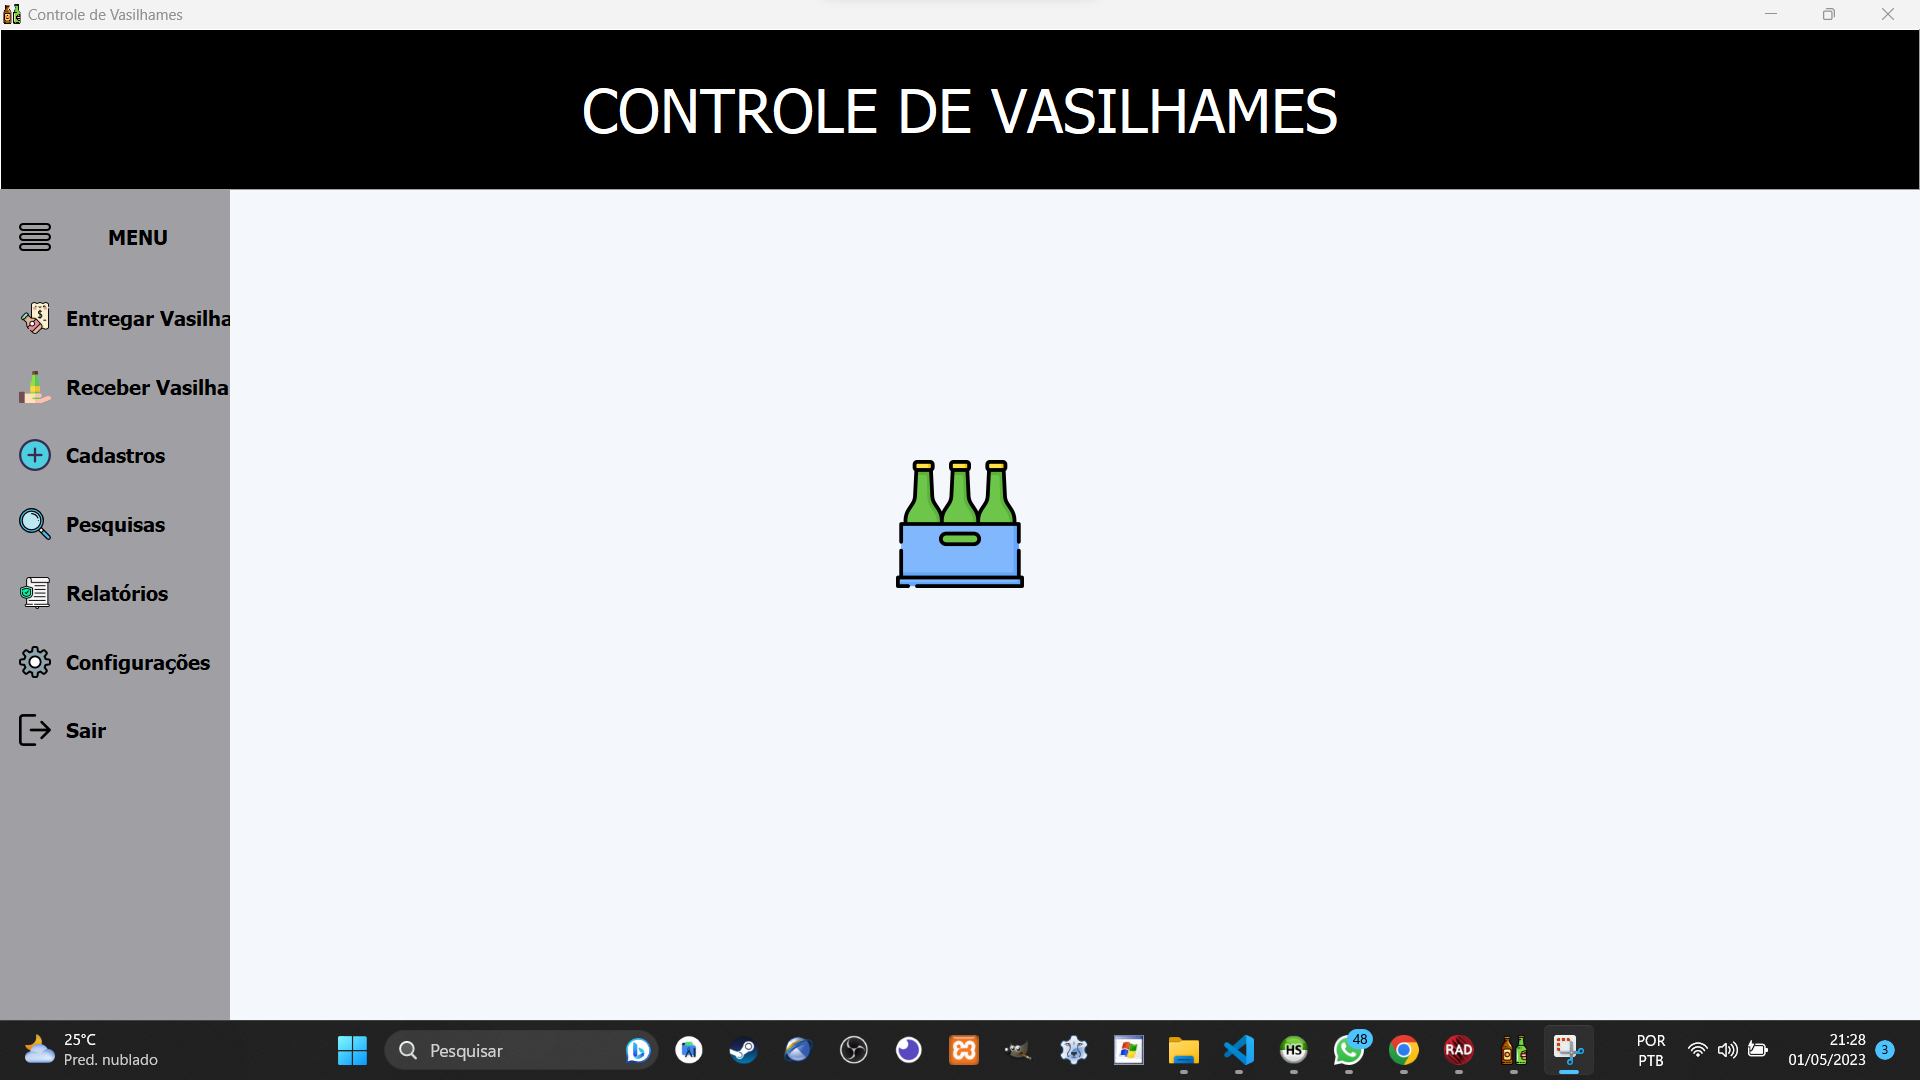 Controle de Vasilhames
CONTROLE DE VASILHAMES
MENU
Entregar Vasilha
Receber Vasilha
Cadastros
Pesquisas
Relatórios
Configurações
Sair
25°C
Pred. nublado
Pesquisar
HS
48
RAD
POR
PTB
21:28
01/05/2023
3